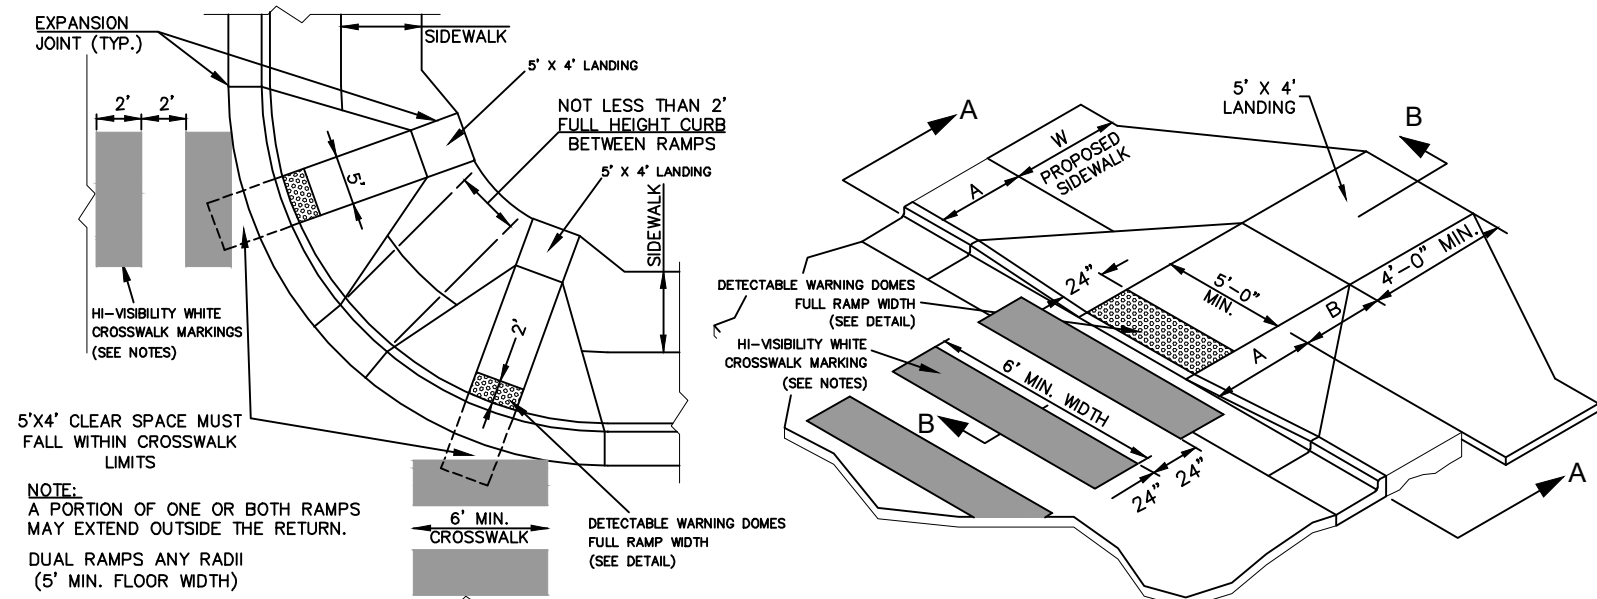 EXPANSION
JOINT (TYP.)
SIDEWALK
5' X 4' LANDING
2'
2'
NOT LESS THAN 2'
FULL HEIGHT CURB
BETWEEN RAMPS
5' X 4' LANDING
5'
SIDEWALK
HI-VISIBILITY WHITE
CROSSWALK MARKINGS
(SEE NOTES)
2'
5'X4' CLEAR SPACE MUST
FALL WITHIN CROSSWALK
LIMITS
NOTE:
A PORTION OF ONE OR BOTH RAMPS
MAY EXTEND OUTSIDE THE RETURN.
DUAL RAMPS ANY RADII
(5' MIN. FLOOR WIDTH)
6' MIN.
CROSSWALK
DETECTABLE WARNING DOMES
FULL RAMP WIDTH
(SEE DETAIL)
A
5' X 4'
LANDING
B
W
PROPOSED
SIDEWALK
A
DETECTABLE WARNING DOMES
FULL RAMP WIDTH
(SEE DETAIL)
24"
5'-0"
MIN.
4'-0" MIN.
B
A
HI-VISIBILITY WHITE
CROSSWALK MARKING
(SEE NOTES)
6' MIN. WIDTH
B
24"
24"
A